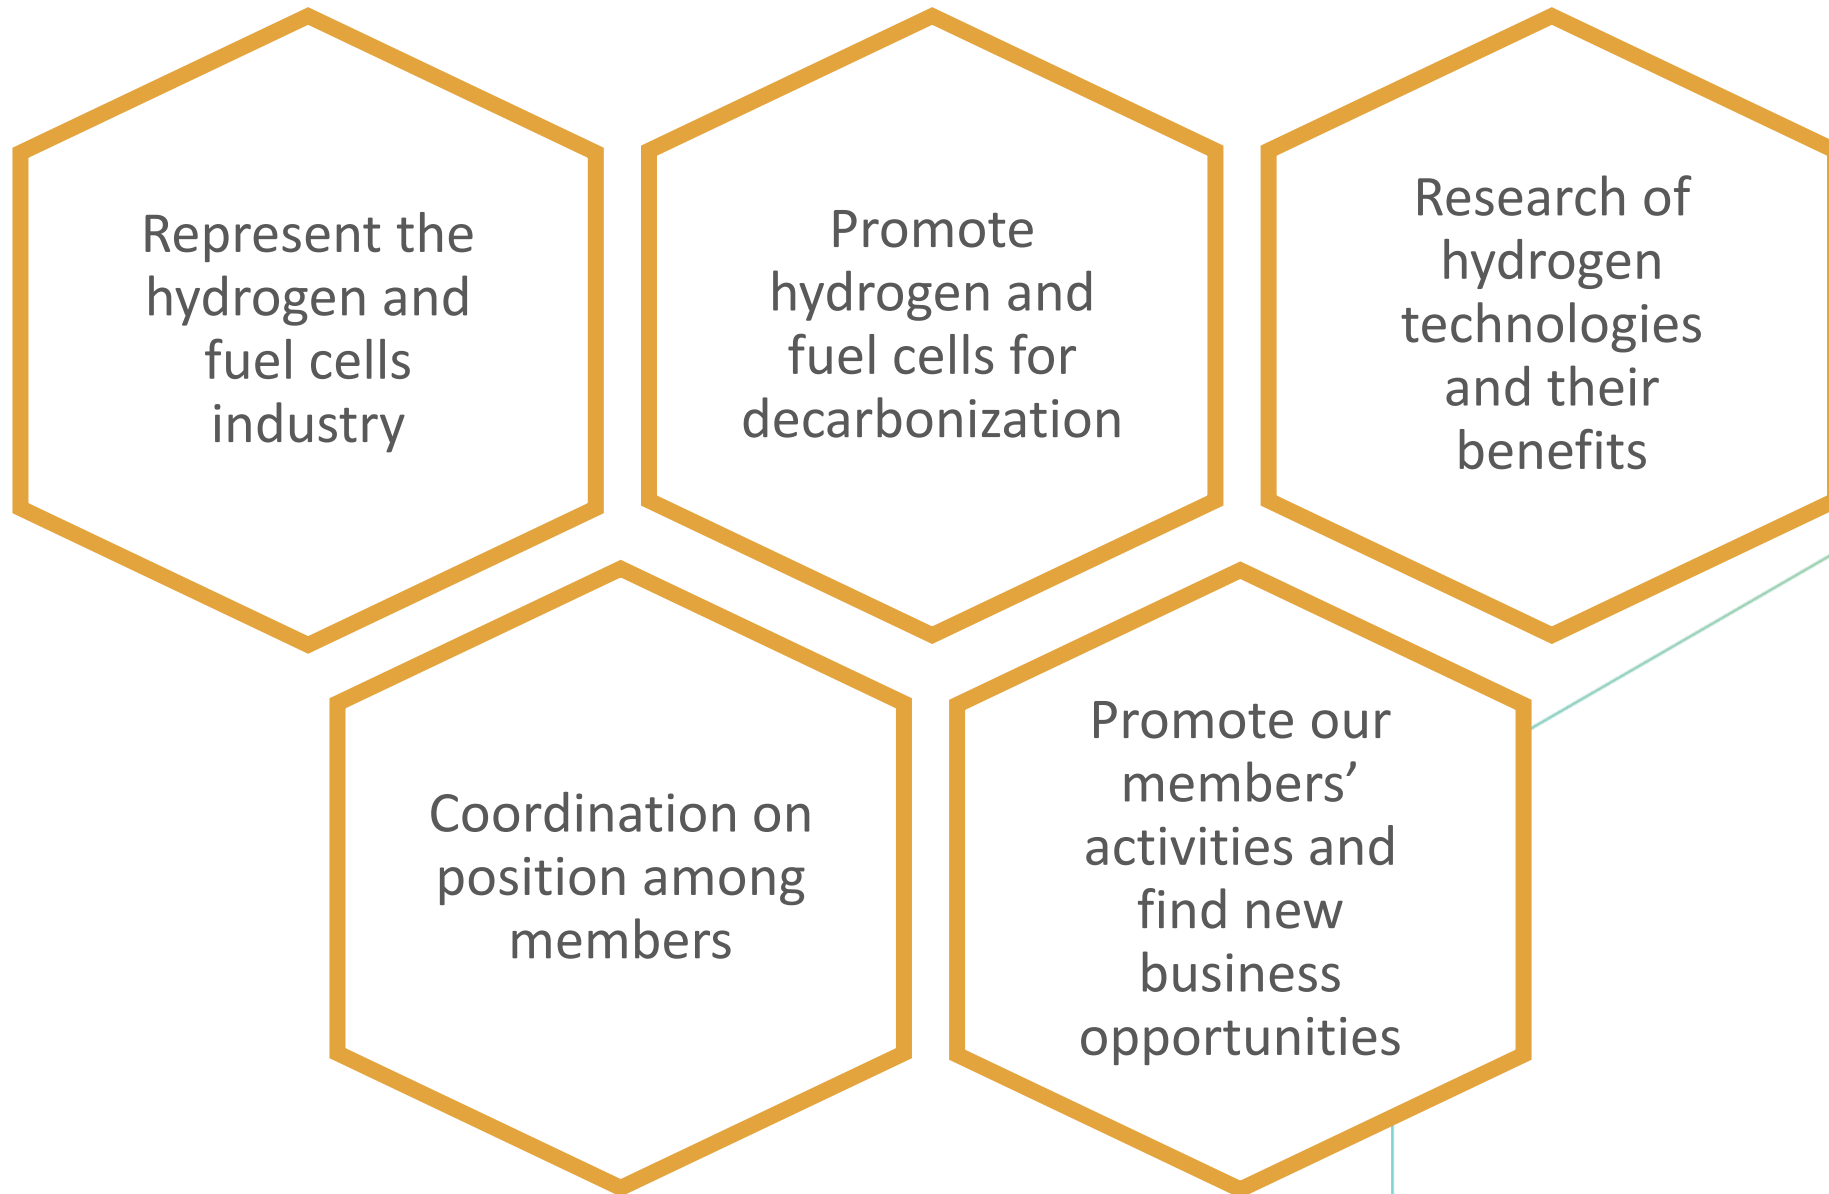 Represent the
hydrogen and
fuel cells
industry
Promote
hydrogen and
fuel cells for
decarbonization
Research of
hydrogen
technologies
and their
benefits
Coordination on
position among
members
Promote our
members’
activities and
find new
business
opportunities